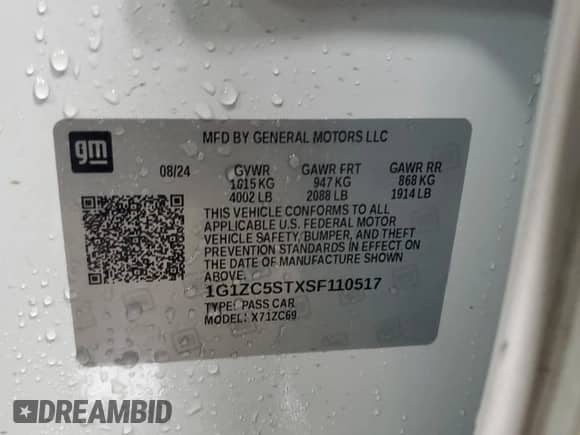 gm
MFD BY GENERAL MOTORS LLC
08/24 GVWR GAWR FRT GAWR RR
1815 KG 947 KG 868 KG
4002 LB 2088 LB 1914 LB
THIS VEHICLE CONFORMS TO ALL
APPLICABLE U.S. FEDERAL MOTOR
VEHICLE SAFETY, BUMPER, AND THEFT
PREVENTION STANDARDS IN EFFECT ON
THE DATE OF MANUFACTURE SHOWN
ABOVE.
1G1ZC5STXSF110517
TYPE: PASS CAR
MODEL: X71ZC69
DREAMBID